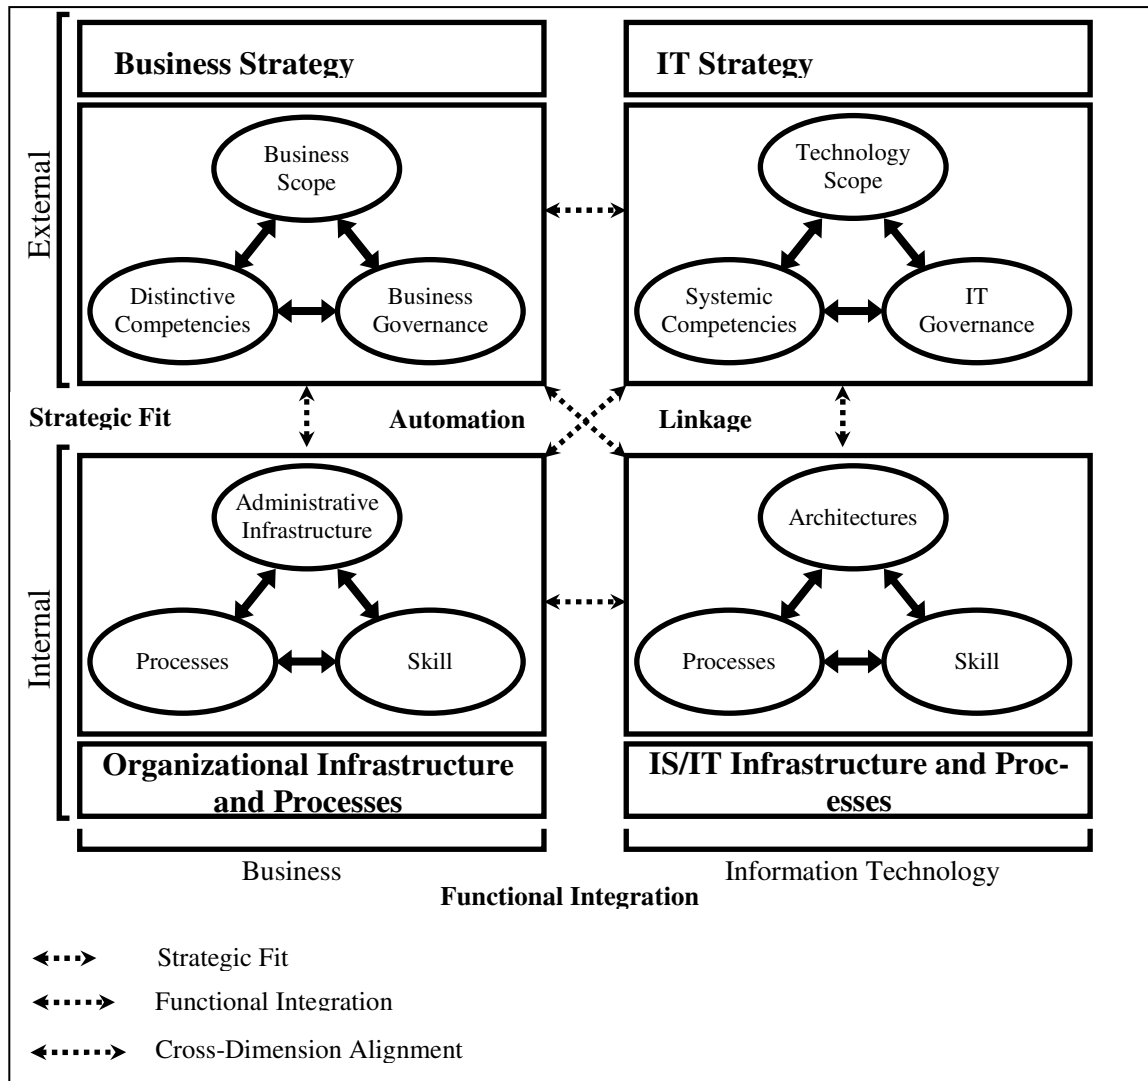 Business Strategy
IT Strategy
External
Business
Scope
Technology
Scope
Distinctive
Competencies
Business
Governance
Systemic
Competencies
IT
Governance
Strategic Fit
Automation
Linkage
Internal
Administrative
Infrastructure
Architectures
Processes
Skill
Processes
Skill
Organizational Infrastructure
and Processes
IS/IT Infrastructure and Proc-
esses
Business
Information Technology
Functional Integration
Strategic Fit
Functional Integration
Cross-Dimension Alignment